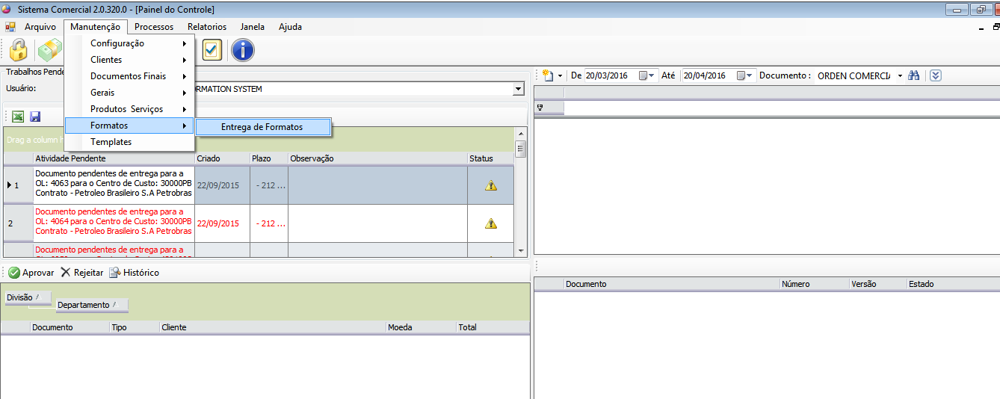 Sistema Comercial 2.0.320.0 - [Painel do Controle]
Arquivo Manutenção Processos Relatorios Janela Ajuda
Configuração
Clientes
Documentos Finais
Gerais
Produtos Serviços
Formatos
Templates
Entrega de Formatos
Trabalhos Pende
Usuário:
ORMATION SYSTEM
Drag a column h
Atividade Pendente Criado Plazo Observação Status
1 Documento pendentes de entrega para a
OL: 4063 para o Centro de Custo: 30000PB 22/09/2015 - 212 ...
Contrato - Petroleo Brasileiro S.A Petrobras
2 Documento pendentes de entrega para a
OL: 4064 para o Centro de Custo: 30000PB 22/09/2015 - 212 ...
Contrato - Petroleo Brasileiro S.A Petrobras
Documento pendentes de entrega para a
Aprovar Rejeitar Histórico
Divisão /
Departamento /
Documento Tipo Cliente Moeda Total
De 20/03/2016 Até 20/04/2016 Documento : ORDEN COMERCIA
Documento Número Versão Estado